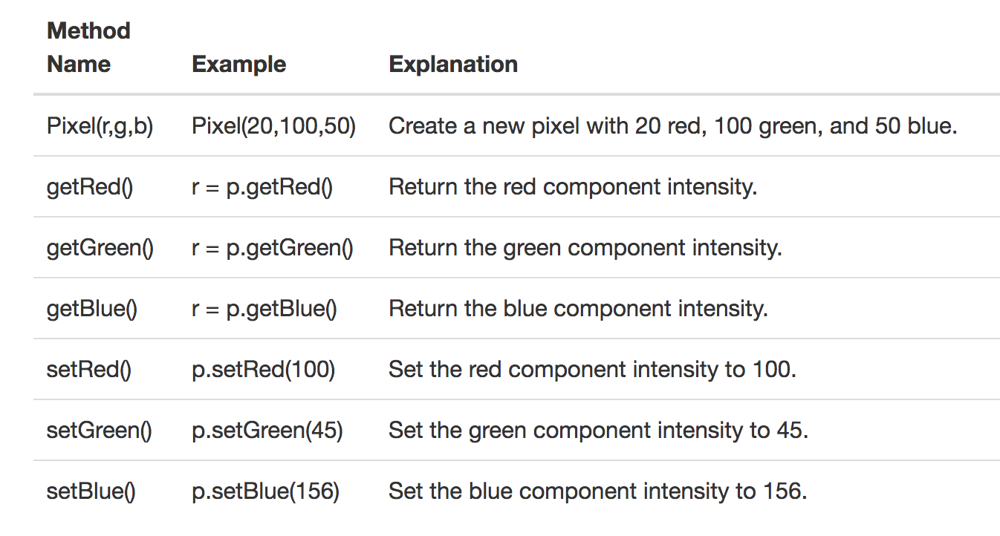 Method
Name Example Explanation
Pixel(r,g,b) Pixel(20,100,50) Create a new pixel with 20 red, 100 green, and 50 blue.
getRed() r = p.getRed() Return the red component intensity.
getGreen() r = p.getGreen() Return the green component intensity.
getBlue() r = p.getBlue() Return the blue component intensity.
setRed() p.setRed(100) Set the red component intensity to 100.
setGreen() p.setGreen(45) Set the green component intensity to 45.
setBlue() p.setBlue(156) Set the blue component intensity to 156.